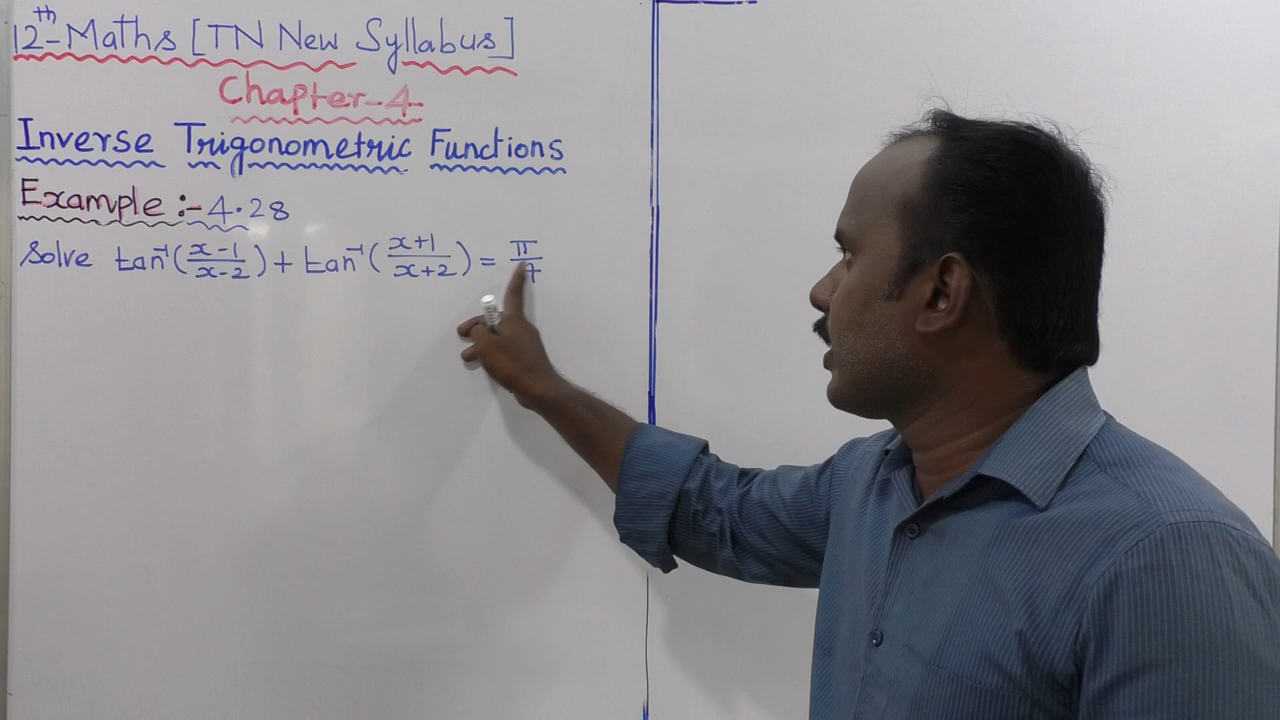 12th-Maths [TN New Syllabus]
Chapter-4
Inverse Trigonometric Functions
Example :- 4.28
Solve tan⁻¹(x-1/x-2) + tan⁻¹(x+1/x+2) = π/